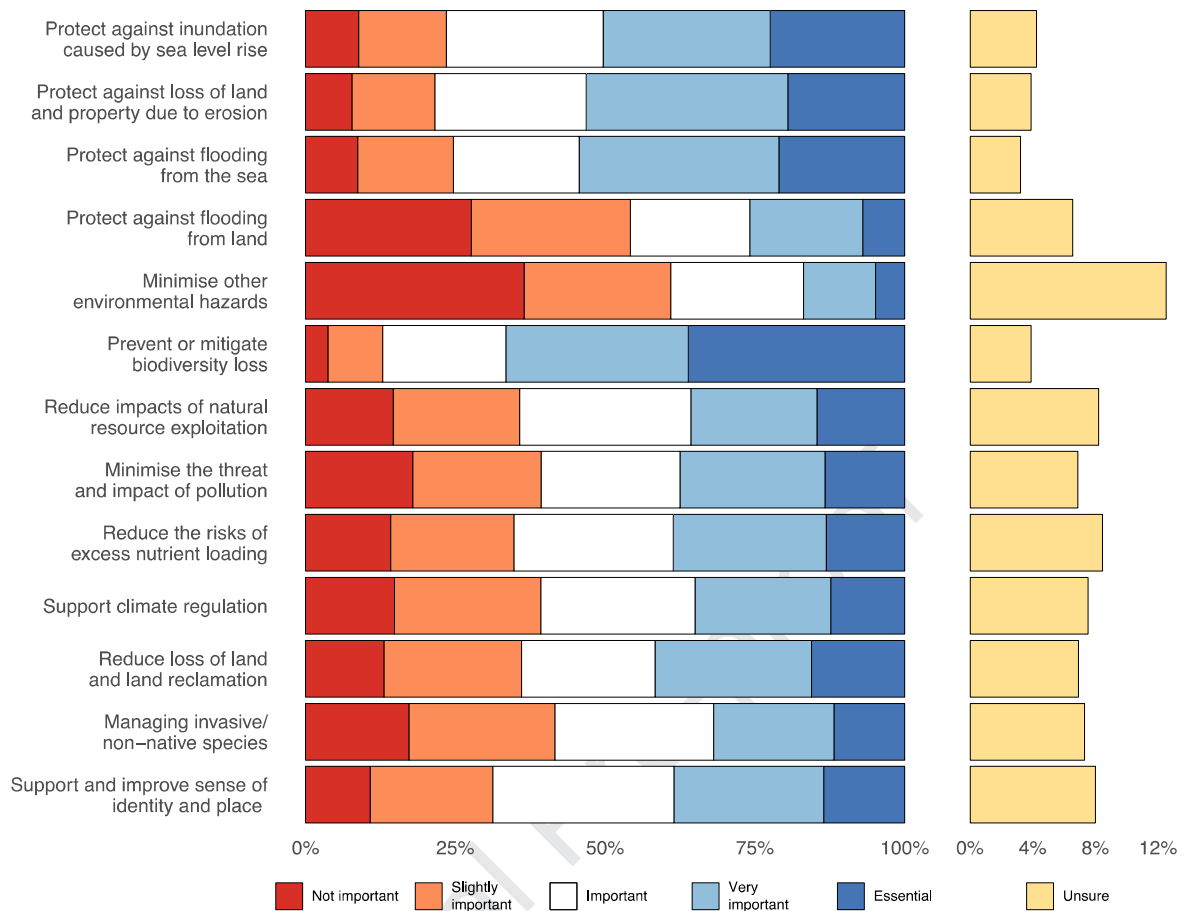 Protect against inundation
caused by sea level rise
Protect against loss of land
and property due to erosion
Protect against flooding
from the sea
Protect against flooding
from land
Minimise other
environmental hazards
Prevent or mitigate
biodiversity loss
Reduce impacts of natural
resource exploitation
Minimise the threat
and impact of pollution
Reduce the risks of
excess nutrient loading
Support climate regulation
Reduce loss of land
and land reclamation
Managing invasive/
non−native species
Support and improve sense of
identity and place
0% 25% 50% 75% 100% 0% 4% 8% 12%
Not important
Slightly
important
Important
Very
important
Essential
Unsure